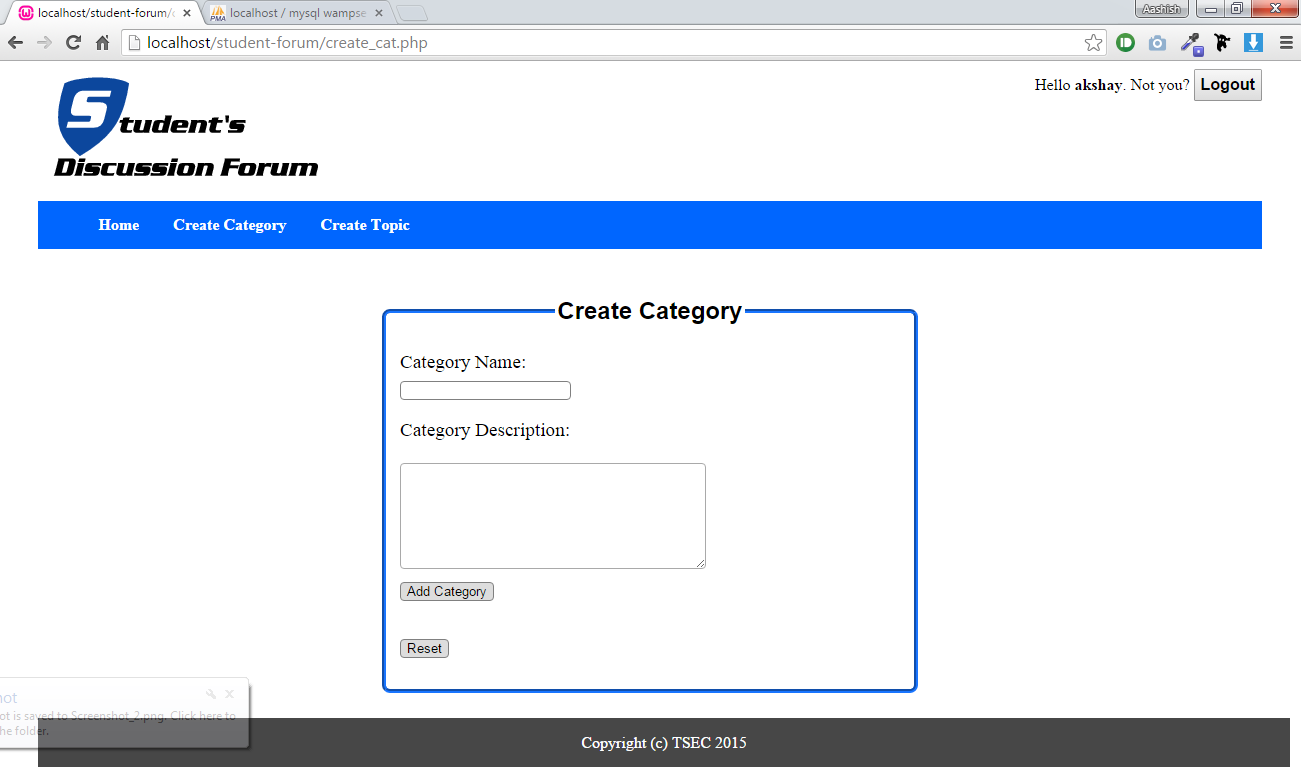 localhost/student-forum/c
localhost / mysql wampse
Aashish
localhost/student-forum/create_cat.php
Hello akshay. Not you? Logout
Student's
Discussion Forum
Home Create Category Create Topic
Create Category
Category Name:
Category Description:
Add Category
Reset
hot
ot is saved to Screenshot_2.png. Click here to
he folder.
Copyright (c) TSEC 2015